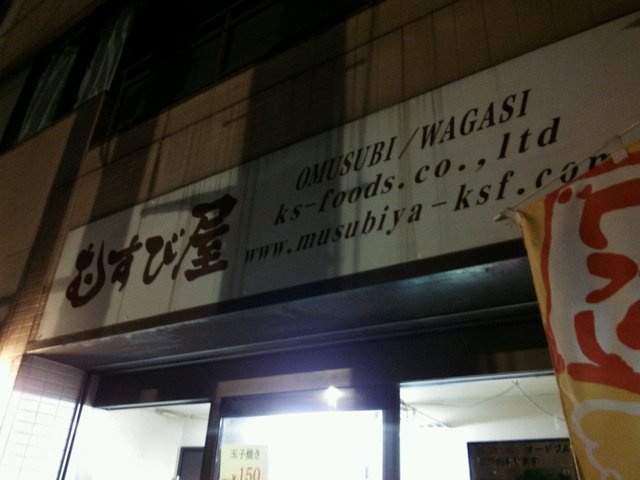 OMUSUBI/WAGASI
ks-foods.co.,ltd
www.musubiya-ksf.com
むすび屋
玉子焼き
¥150